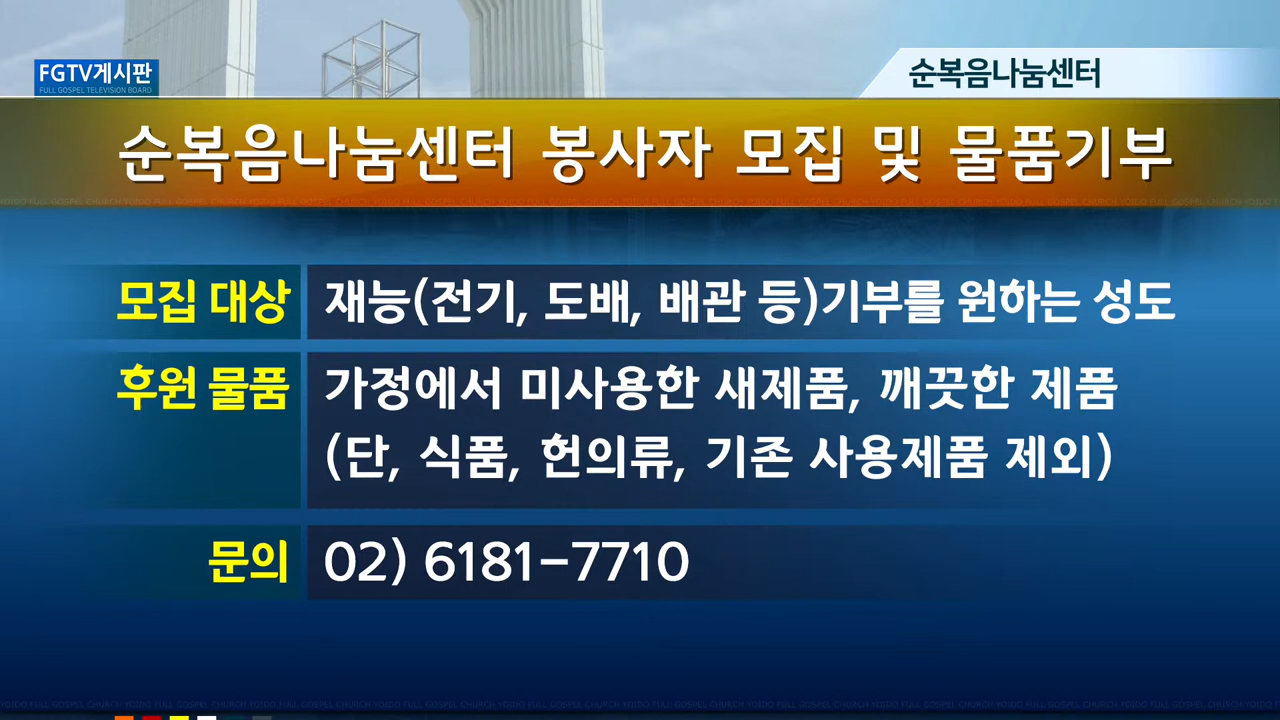 FGTV게시판
FULL GOSPEL TELEVISION BOARD
순복음나눔센터
순복음나눔센터 봉사자 모집 및 물품기부
모집 대상 재능(전기, 도배, 배관 등)기부를 원하는 성도
후원 물품 가정에서 미사용한 새제품, 깨끗한 제품
(단, 식품, 헌의류, 기존 사용제품 제외)
문의 02) 6181-7710